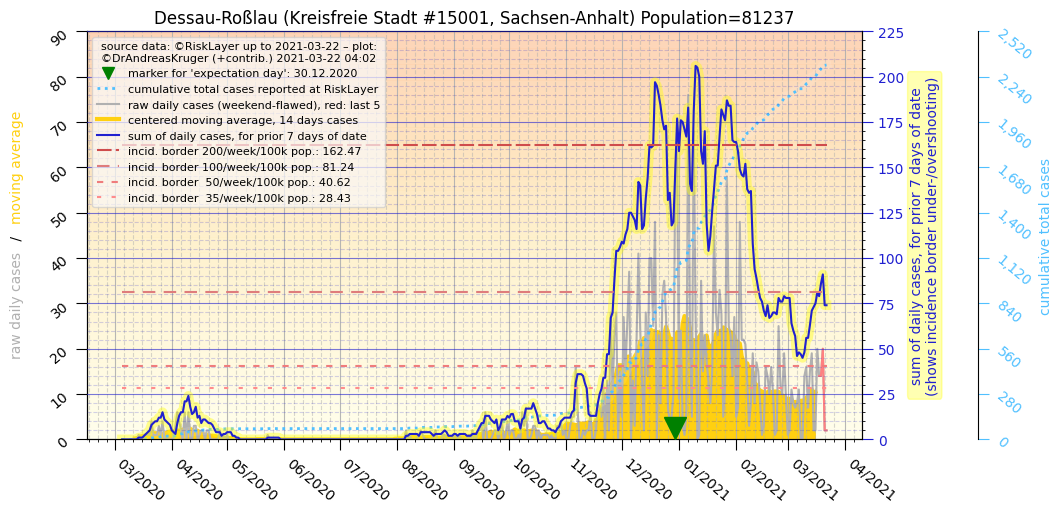 Dessau-Roßlau (Kreisfreie Stadt #15001, Sachsen-Anhalt) Population=81237
source data: ©RiskLayer up to 2021-03-22 – plot:
©DrAndreasKruger (+contrib.) 2021-03-22 04:02
marker for 'expectation day': 30.12.2020
cumulative total cases reported at RiskLayer
raw daily cases (weekend-flawed), red: last 5
centered moving average, 14 days cases
sum of daily cases, for prior 7 days of date
incid. border 200/week/100k pop.: 162.47
incid. border 100/week/100k pop.: 81.24
incid. border  50/week/100k pop.: 40.62
incid. border  35/week/100k pop.: 28.43
raw daily cases  /  moving average
90
80
70
60
50
40
30
20
10
0
03/2020
04/2020
05/2020
06/2020
07/2020
08/2020
09/2020
10/2020
11/2020
12/2020
01/2021
02/2021
03/2021
04/2021
225
200
175
150
125
100
75
50
25
0
sum of daily cases, for prior 7 days of date
(shows incidence border under-/overshooting)
2,520
2,240
1,960
1,680
1,400
1,120
840
560
280
0
cumulative total cases